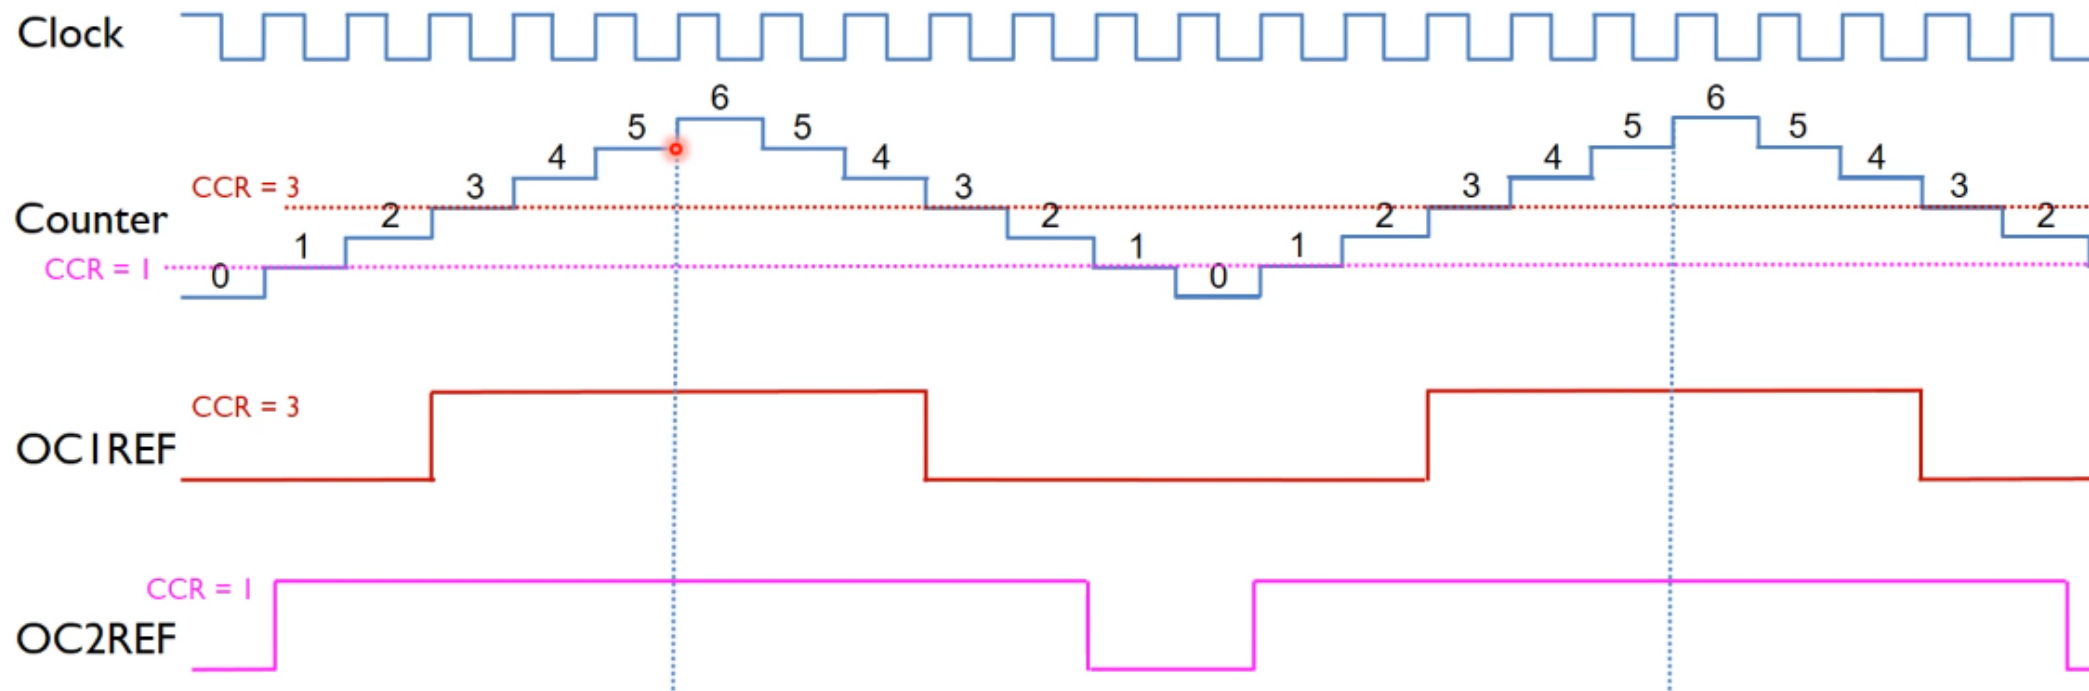 Clock
6 6
5 5 5 5
4 4 4 4
CCR = 3 3 3 3 3
Counter 2 2 2 2
1 1 1
CCR = 1 0 0
CCR = 3
OC1REF
CCR = 1
OC2REF